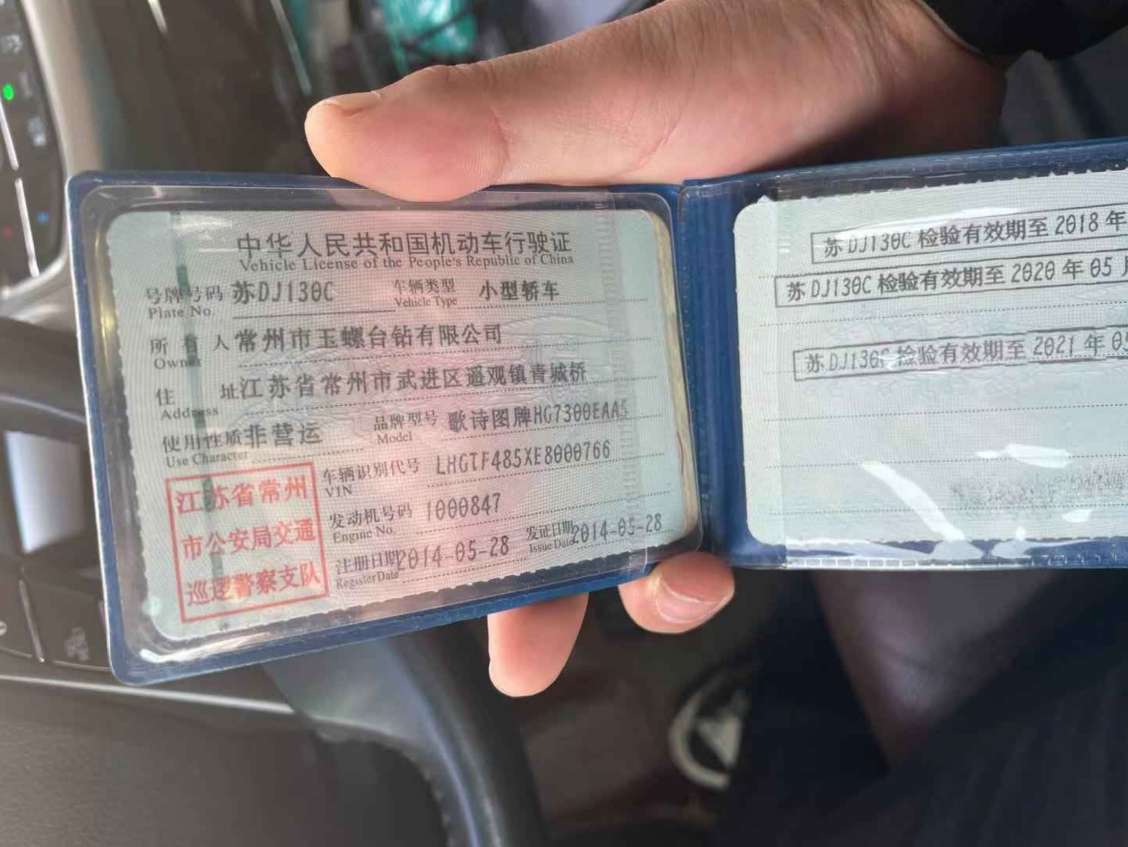 中华人民共和国机动车行驶证
Vehicle License of the People's Republic of China
号牌号码 苏DJ130C 车辆类型 小型轿车
Plate No. Vehicle Type
所有人 常州市玉螺台钻有限公司
Owner
住址 江苏省常州市武进区遥观镇青城桥
Address
使用性质 非营运 品牌型号 歌诗图牌HG7300EAA5
Use Character Model
车辆识别代号 LHGTF485XE8000766
VIN
发动机号码 1000847
Engine No.
注册日期 2014-05-28 发证日期 2014-05-28
Register Date Issue Date
江苏省常州
市公安局交通
巡逻警察支队
苏DJ130C 检验有效期至 2018 年
苏DJ130C 检验有效期至 2020 年 05 月
苏DJ130C 检验有效期至 2021 年 05